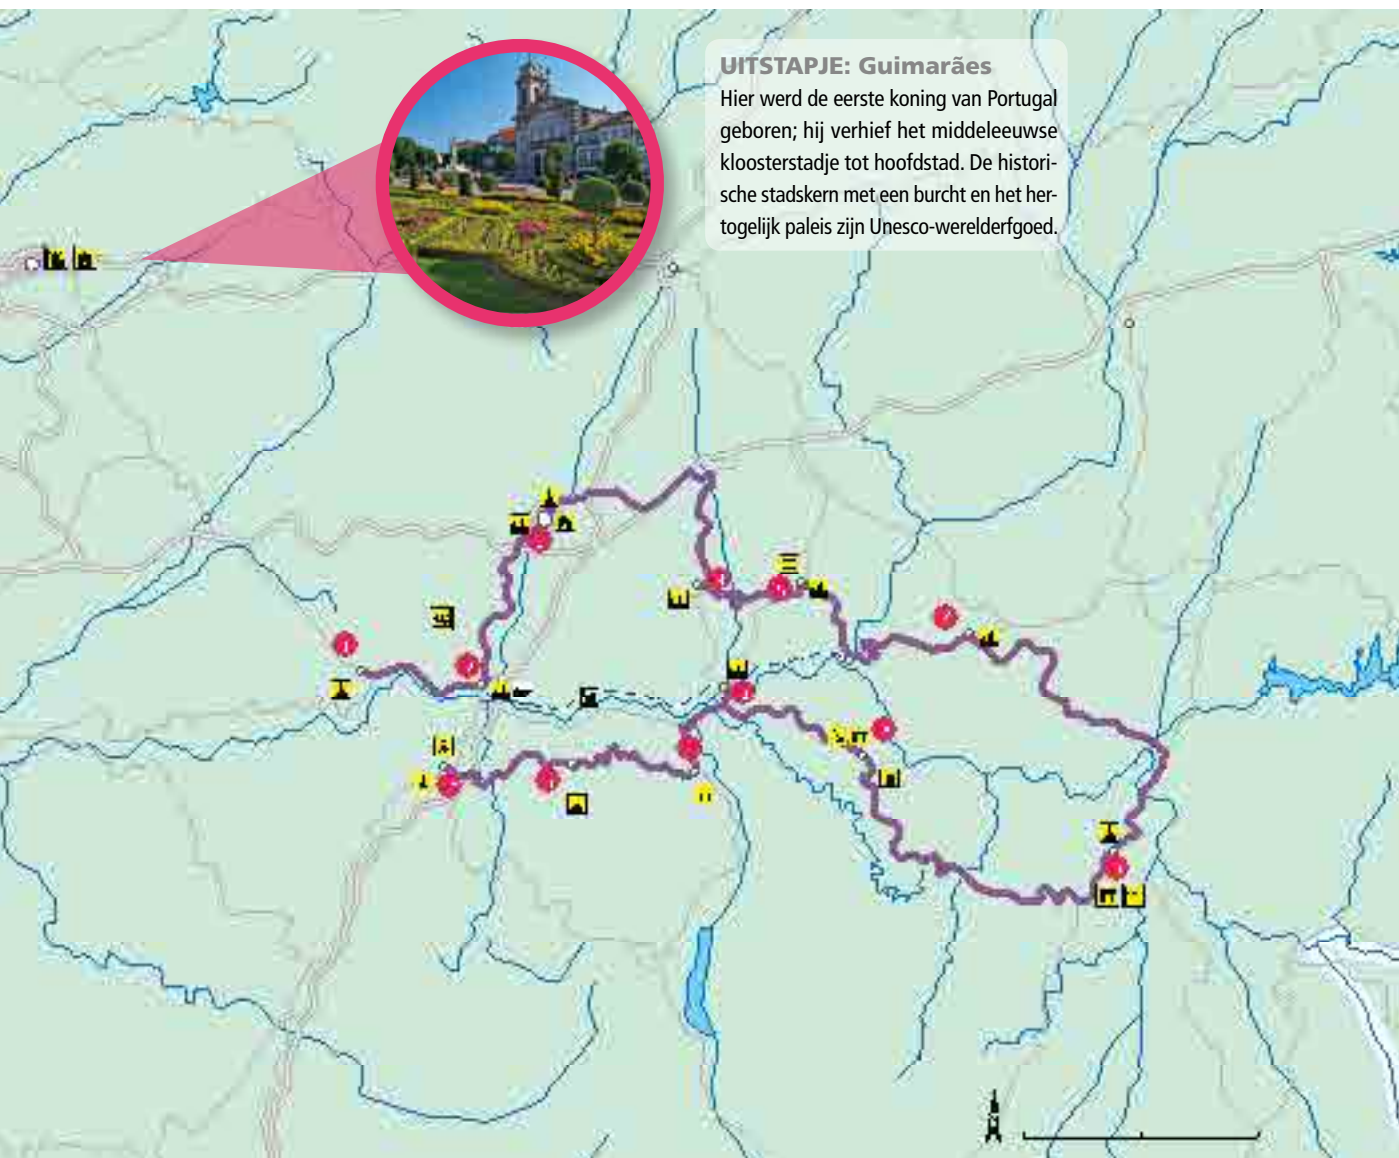 UITSTAPJE: Guimarães
Hier werd de eerste koning van Portugal
geboren; hij verhief het middeleeuwse
kloosterstadje tot hoofdstad. De histori-
sche stadskern met een burcht en het her-
togelijk paleis zijn Unesco-werelderfgoed.